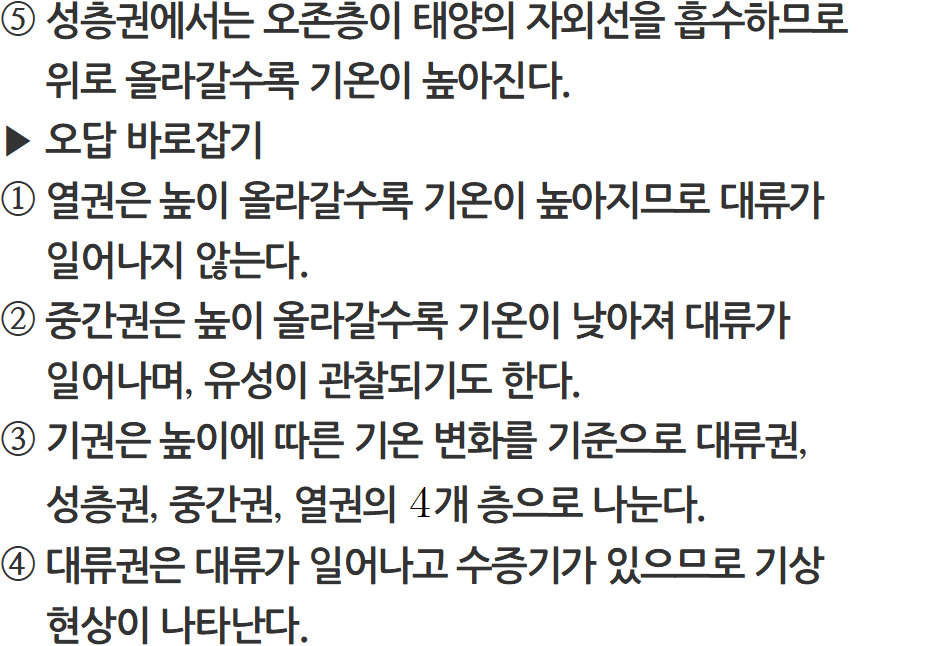 ⑤ 성층권에서는 오존층이 태양의 자외선을 흡수하므로
위로 올라갈수록 기온이 높아진다.
▶ 오답 바로잡기
① 열권은 높이 올라갈수록 기온이 높아지므로 대류가
일어나지 않는다.
② 중간권은 높이 올라갈수록 기온이 낮아져 대류가
일어나며, 유성이 관찰되기도 한다.
③ 기권은 높이에 따른 기온 변화를 기준으로 대류권,
성층권, 중간권, 열권의 4개 층으로 나눈다.
④ 대류권은 대류가 일어나고 수증기가 있으므로 기상
현상이 나타난다.